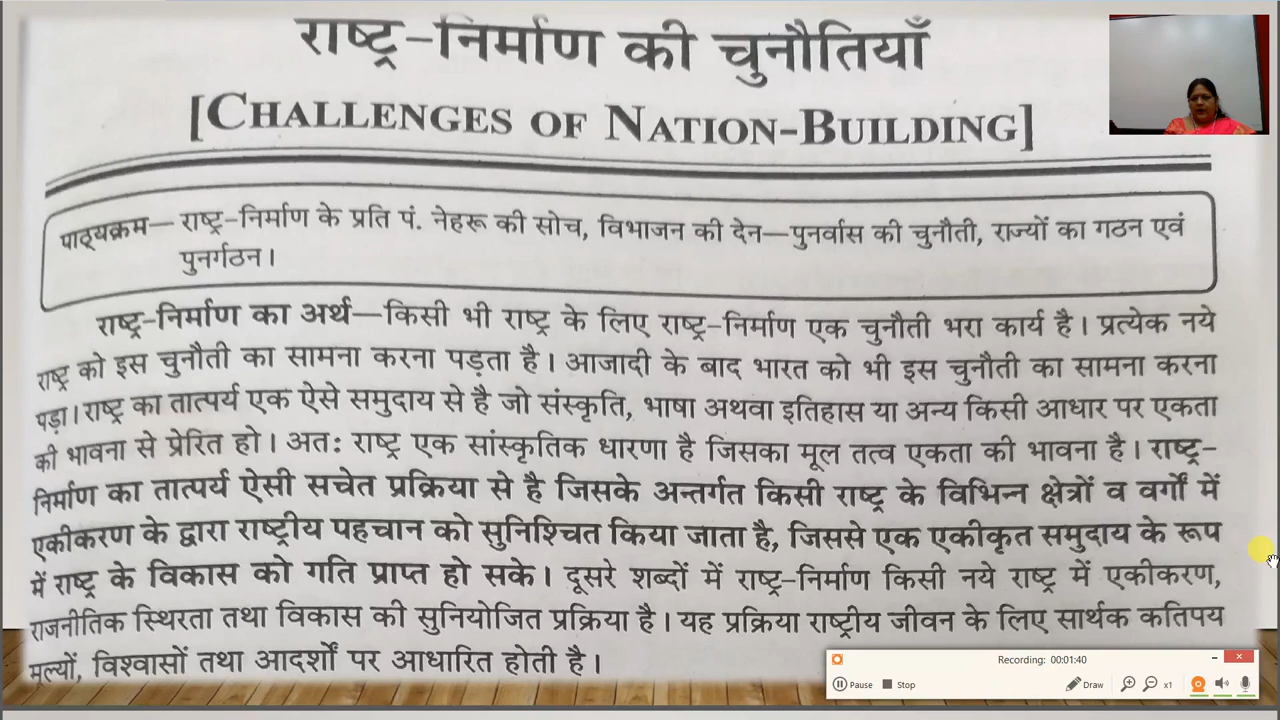 राष्ट्र-निर्माण की चुनौतियाँ
[CHALLENGES OF NATION-BUILDING]
पाठ्यक्रम—राष्ट्र-निर्माण के प्रति पं. नेहरू की सोच, विभाजन की देन—पुनर्वास की चुनौती, राज्यों का गठन एवं
पुनर्गठन।
राष्ट्र-निर्माण का अर्थ—किसी भी राष्ट्र के लिए राष्ट्र-निर्माण एक चुनौती भरा कार्य है। प्रत्येक नये
राष्ट्र को इस चुनौती का सामना करना पड़ता है। आजादी के बाद भारत को भी इस चुनौती का सामना करना
पड़ा। राष्ट्र का तात्पर्य एक ऐसे समुदाय से है जो संस्कृति, भाषा अथवा इतिहास या अन्य किसी आधार पर एकता
की भावना से प्रेरित हो। अतः राष्ट्र एक सांस्कृतिक धारणा है जिसका मूल तत्व एकता की भावना है। राष्ट्र-
निर्माण का तात्पर्य ऐसी सचेत प्रक्रिया से है जिसके अन्तर्गत किसी राष्ट्र के विभिन्न क्षेत्रों व वर्गों में
एकीकरण के द्वारा राष्ट्रीय पहचान को सुनिश्चित किया जाता है, जिससे एक एकीकृत समुदाय के रूप
में राष्ट्र के विकास को गति प्राप्त हो सके। दूसरे शब्दों में राष्ट्र-निर्माण किसी नये राष्ट्र में एकीकरण,
राजनीतिक स्थिरता तथा विकास की सुनियोजित प्रक्रिया है। यह प्रक्रिया राष्ट्रीय जीवन के लिए सार्थक कतिपय
मूल्यों, विश्वासों तथा आदर्शों पर आधारित होती है।
Recording: 00:01:40
Pause Stop Draw x1